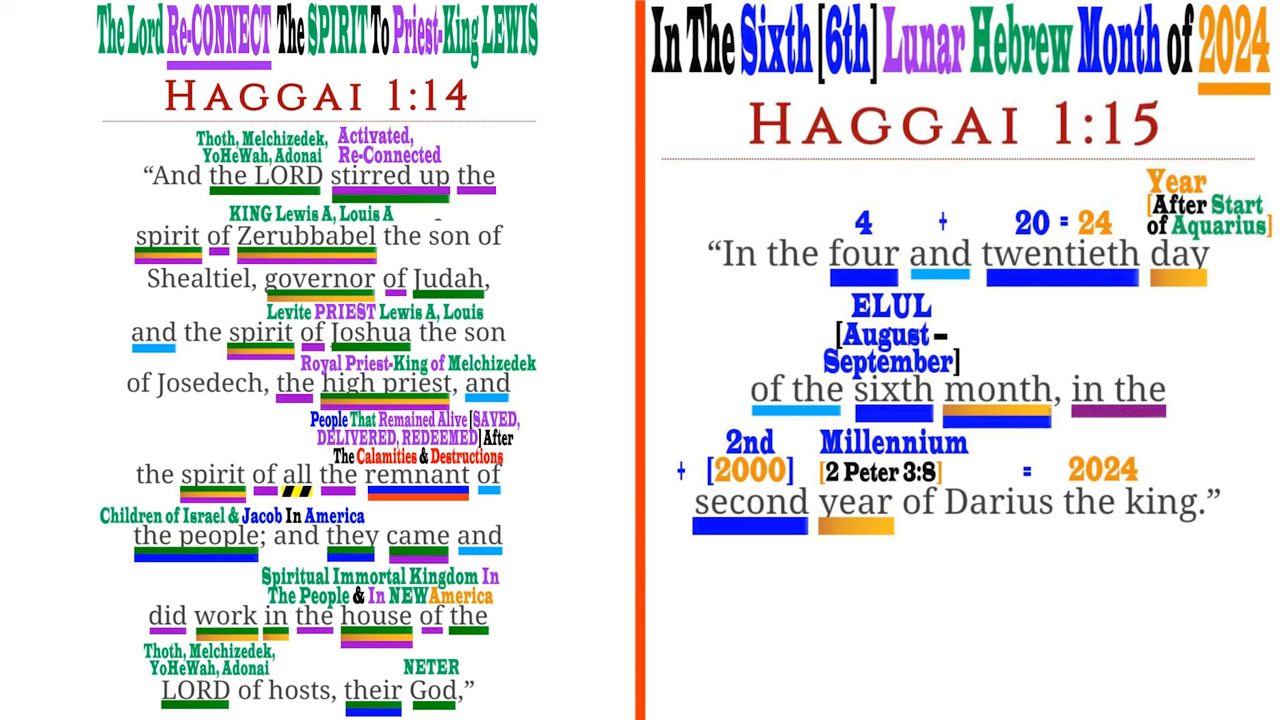 The Lord Re-CONNECT The SPIRIT To Priest-King LEWIS
HAGGAI 1:14
Thoth, Melchizedek, Activated,
YoHeWah, Adonai Re-Connected
“And the LORD stirred up the
KING Lewis A, Louis A
spirit of Zerubbabel the son of
Shealtiel, governor of Judah,
Levite PRIEST Lewis A, Louis
and the spirit of Joshua the son
Royal Priest-King of Melchizedek
of Josedech, the high priest, and
People That Remained Alive [SAVED,
DELIVERED, REDEEMED] After
The Calamities & Destructions
the spirit of all the remnant of
Children of Israel & Jacob In America
the people; and they came and
Spiritual Immortal Kingdom In
The People & In NEW America
did work in the house of the
Thoth, Melchizedek,
YoHeWah, Adonai NETER
LORD of hosts, their God,”
In The Sixth [6th] Lunar Hebrew Month of 2024
HAGGAI 1:15
Year
[After Start
of Aquarius]
4 + 20 = 24
“In the four and twentieth day
ELUL
[August –
September]
of the sixth month, in the
2nd Millennium
+ [2000] [2 Peter 3:8] = 2024
second year of Darius the king.”